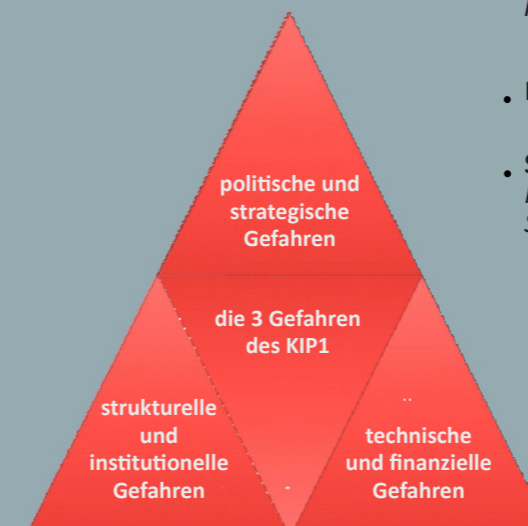 politische und
strategische
Gefahren
die 3 Gefahren
des KIP1
strukturelle
und
institutionelle
Gefahren
technische
und finanzielle
Gefahren